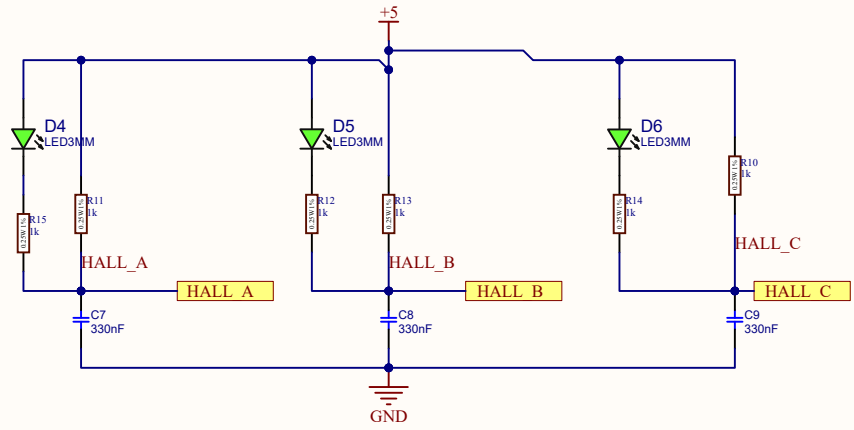 +5
D4
LED3MM
D5
LED3MM
D6
LED3MM
R10
1k
0.25W 1%
R11
1k
0.25W 1%
R12
1k
0.25W 1%
R13
1k
0.25W 1%
R14
1k
0.25W 1%
R15
1k
0.25W 1%
HALL_A
HALL_B
HALL_C
HALL_A
HALL_B
HALL_C
C7
330nF
C8
330nF
C9
330nF
GND